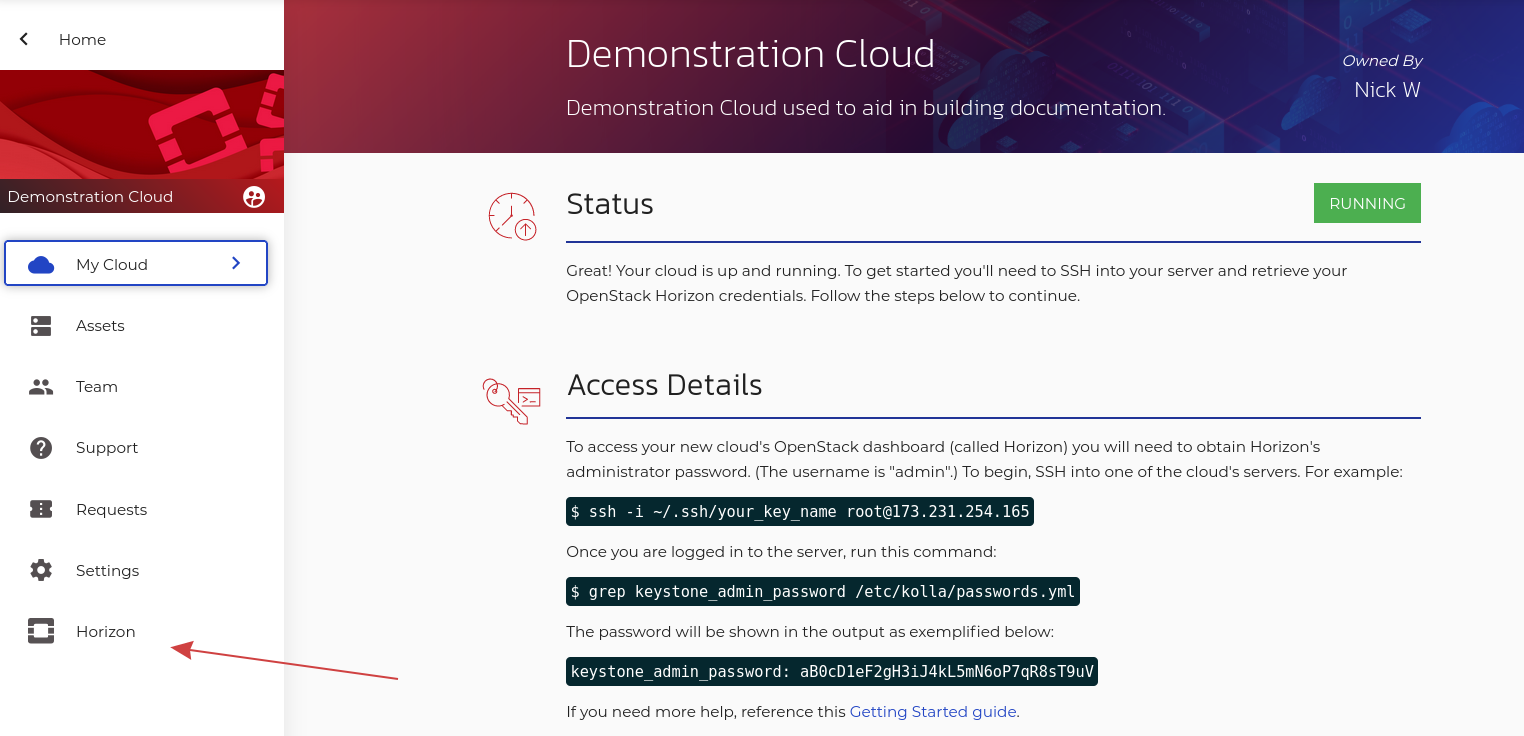 Home
Demonstration Cloud
My Cloud
Assets
Team
Support
Requests
Settings
Horizon
Demonstration Cloud
Demonstration Cloud used to aid in building documentation.
Owned By
Nick W
Status
RUNNING
Great! Your cloud is up and running. To get started you'll need to SSH into your server and retrieve your
OpenStack Horizon credentials. Follow the steps below to continue.
Access Details
To access your new cloud's OpenStack dashboard (called Horizon) you will need to obtain Horizon's
administrator password. (The username is "admin".) To begin, SSH into one of the cloud's servers. For example:
$ ssh -i ~/.ssh/your_key_name root@173.231.254.165
Once you are logged in to the server, run this command:
$ grep keystone_admin_password /etc/kolla/passwords.yml
The password will be shown in the output as exemplified below:
keystone_admin_password: aB0cD1eF2gH3iJ4kL5mN6oP7qR8sT9uV
If you need more help, reference this Getting Started guide.